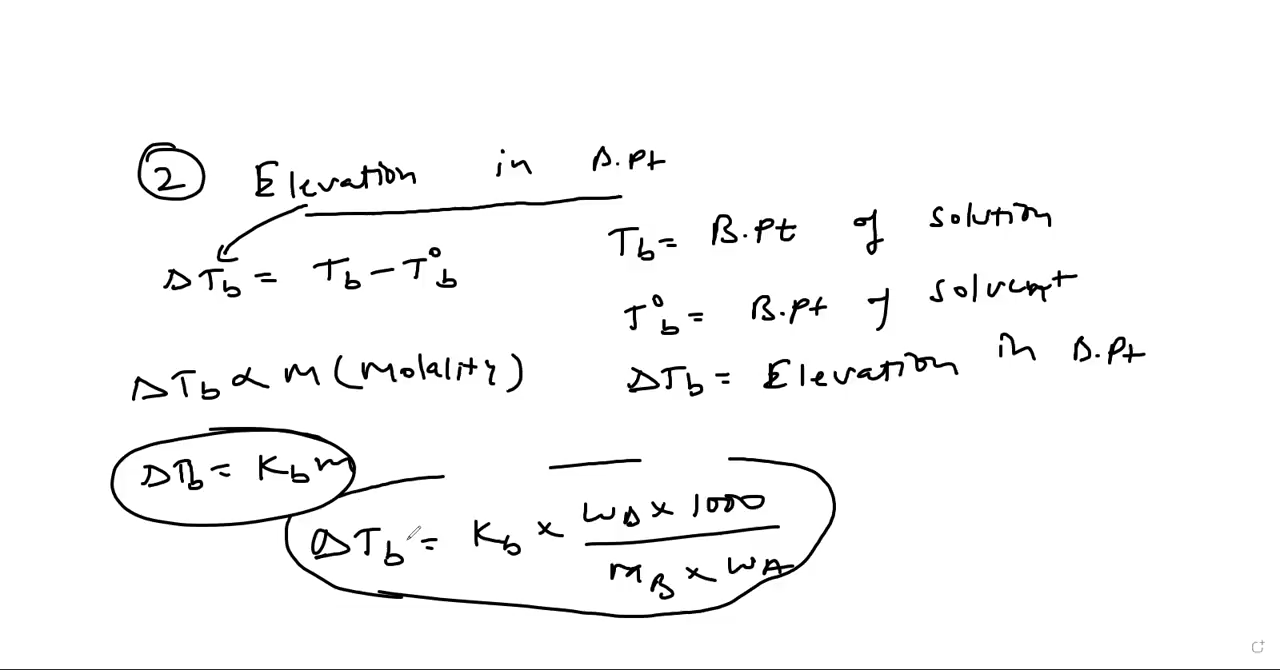 ② Elevation in B.Pt
Tb = B.Pt of solution
ΔTb = Tb – T°b
T°b = B.Pt of solvent
ΔTb ∝ m (molality)
ΔTb = Elevation in B.Pt
ΔTb = Kb m
ΔTb = Kb × WB × 1000 / MB × WA